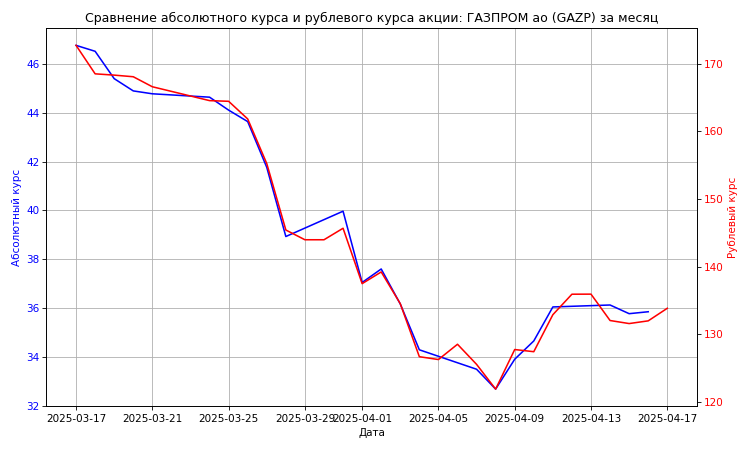 Сравнение абсолютного курса и рублевого курса акции: ГАЗПРОМ ао (GAZP) за месяц
46
44
42
40
38
36
34
32
Абсолютный курс
170
160
150
140
130
120
Рублевый курс
2025-03-17 2025-03-21 2025-03-25 2025-03-29 2025-04-01 2025-04-05 2025-04-09 2025-04-13 2025-04-17
Дата